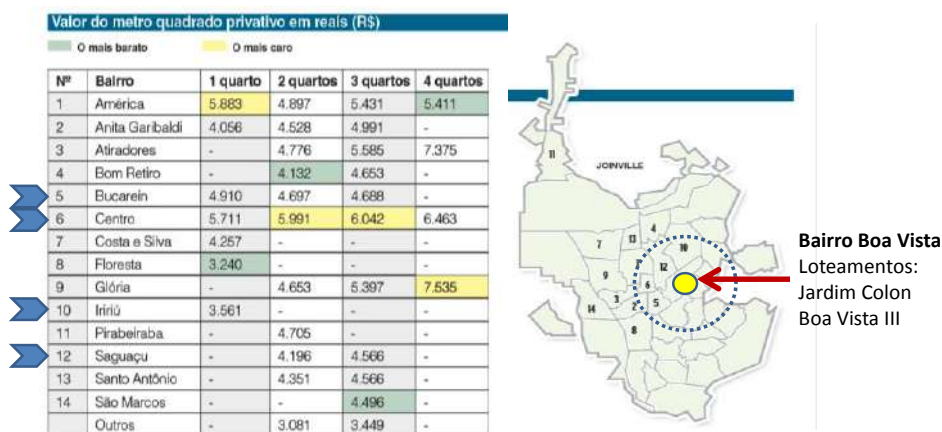 Valor do metro quadrado privativo em reais (R$)
O mais barato O mais caro
Nº Bairro 1 quarto 2 quartos 3 quartos 4 quartos
1 América 5.883 4.897 5.431 5.411
2 Anita Garibaldi 4.056 4.528 4.991 -
3 Atiradores - 4.776 5.585 7.375
4 Bom Retiro - 4.132 4.653 -
5 Bucarein 4.910 4.697 4.688 -
6 Centro 5.711 5.991 6.042 6.463
7 Costa e Silva 4.257 - - -
8 Floresta 3.240 - - -
9 Glória - 4.653 5.397 7.535
10 Iririú 3.561 - - -
11 Pirabeiraba - 4.705 - -
12 Saguaçu - 4.196 4.566 -
13 Santo Antônio - 4.351 4.566 -
14 São Marcos - - 4.496 -
Outros - 3.081 3.449 -
11
JOINVILLE
4
7 13 10
12
9
6
3 2 5
14
8
Bairro Boa Vista
Loteamentos:
Jardim Colon
Boa Vista III